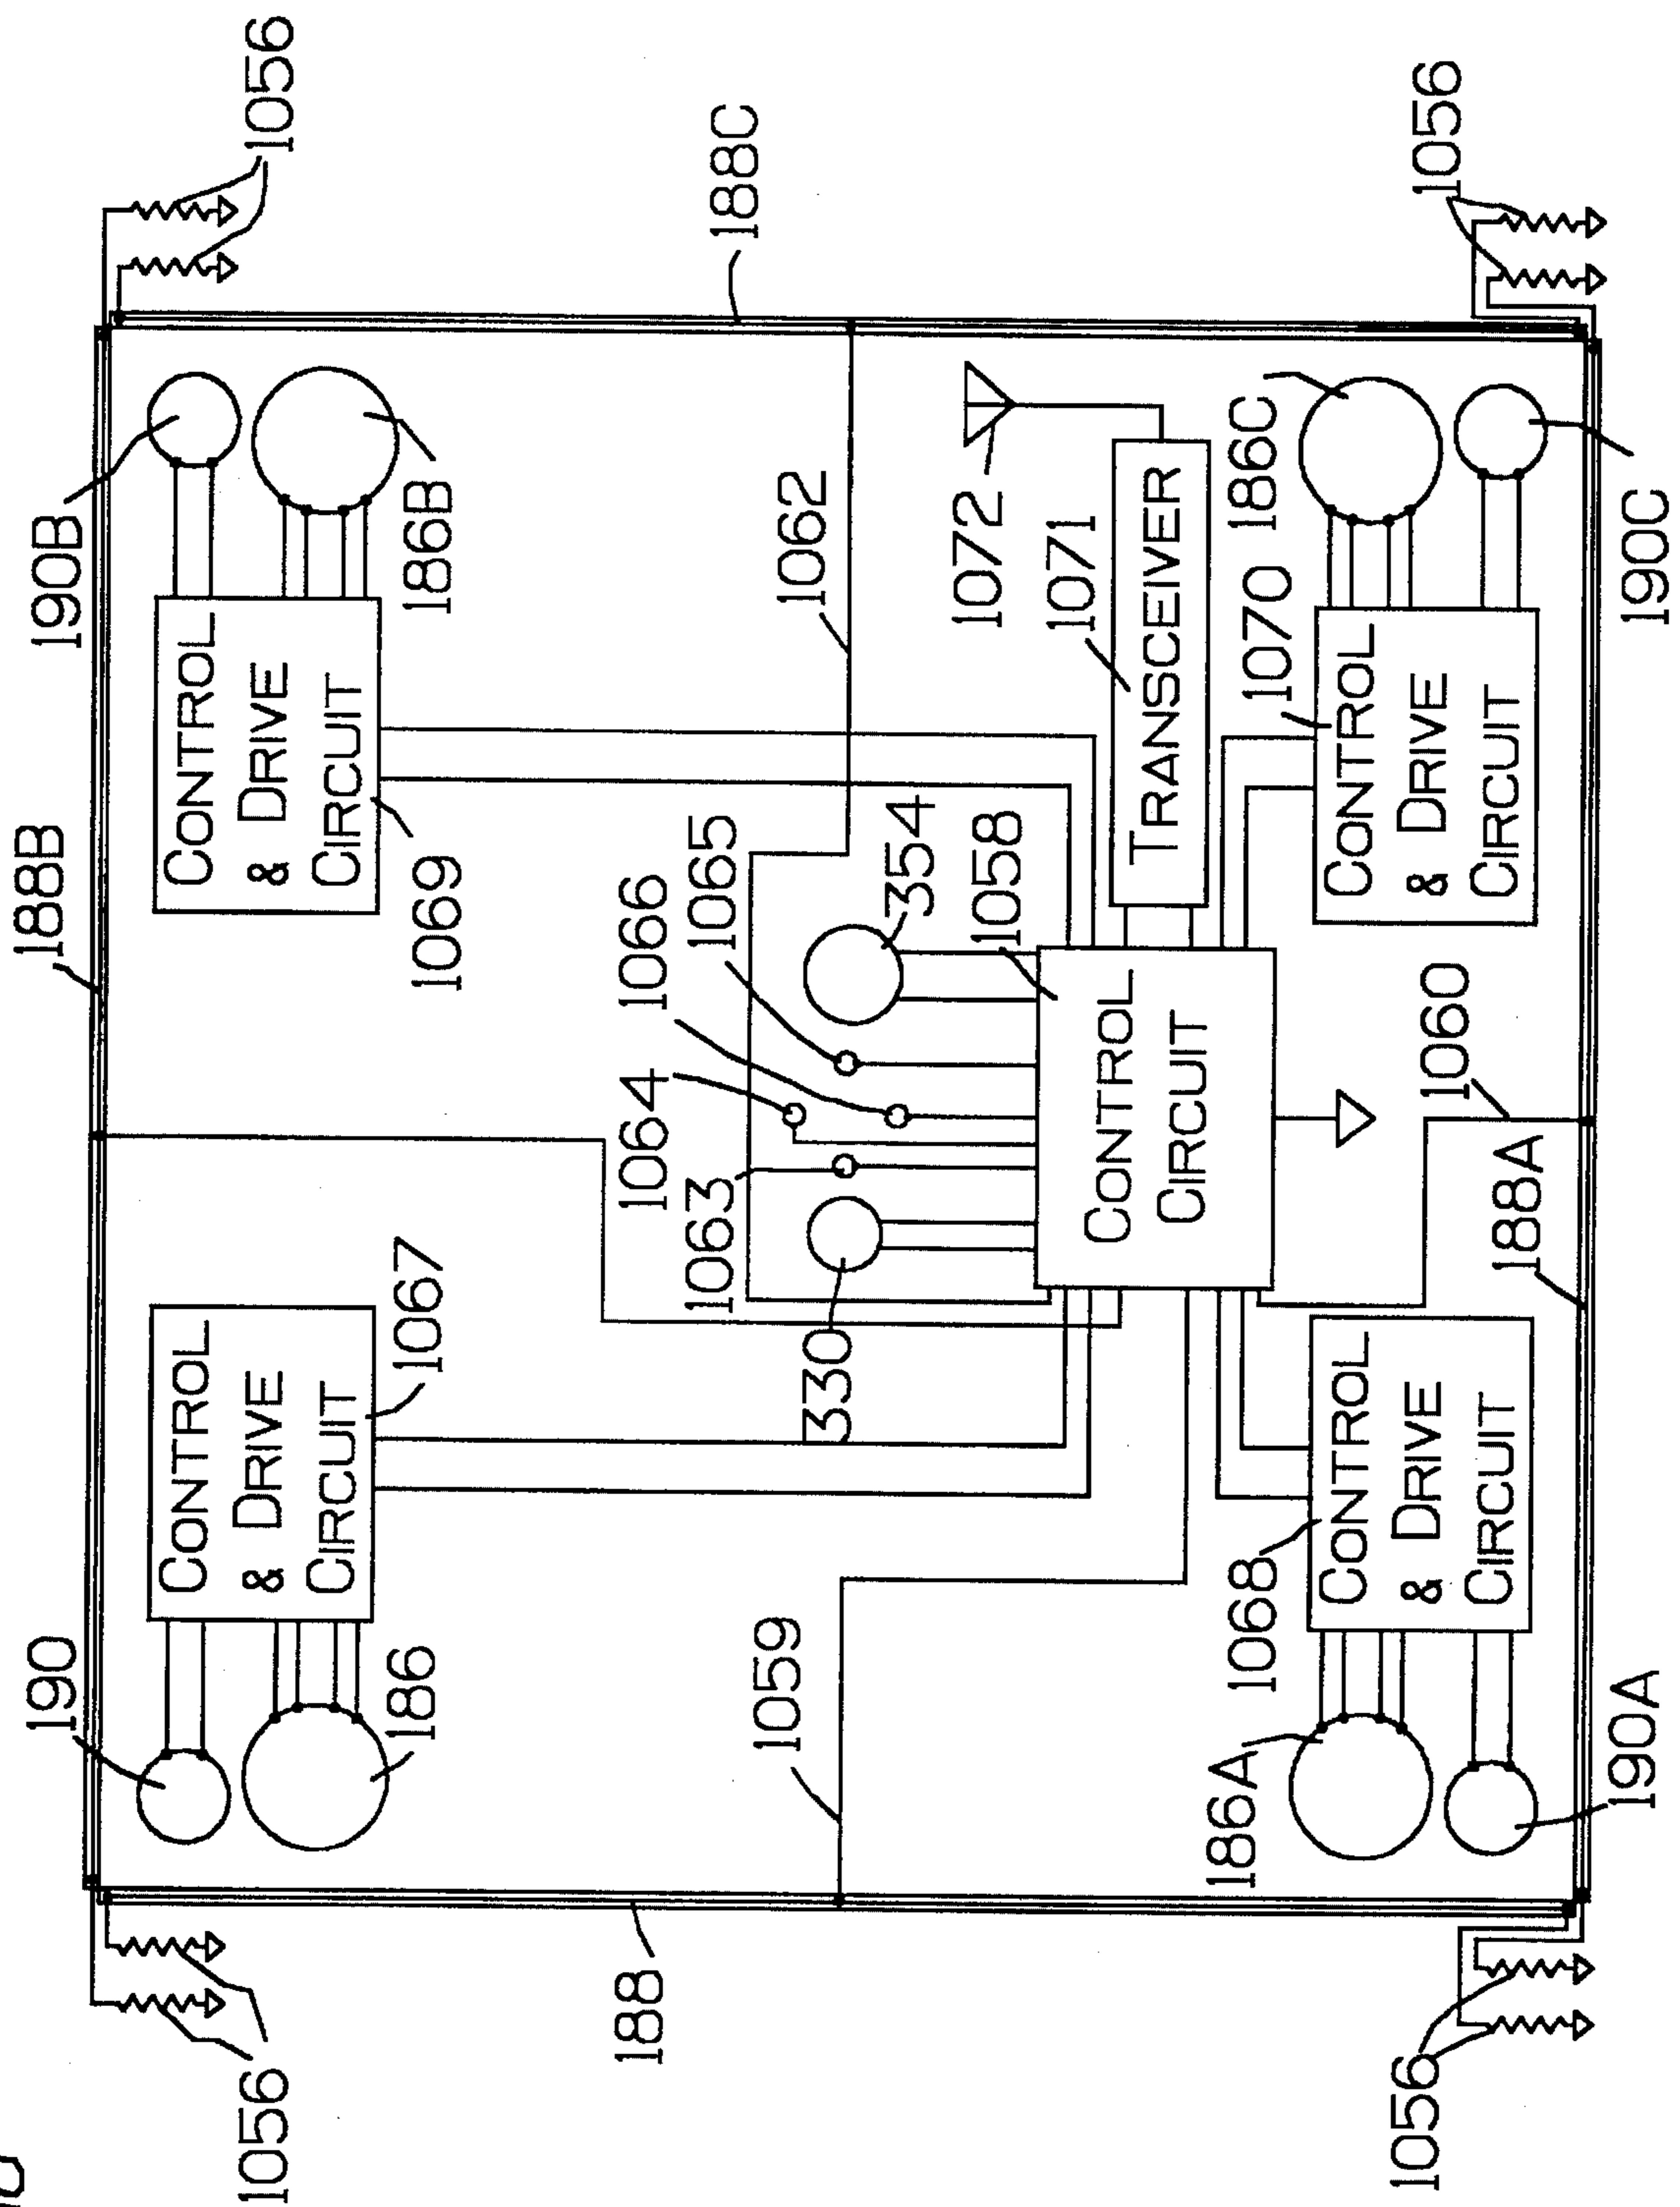 190
188B
190B
1056
1056
CONTROL
& DRIVE
CIRCUIT
CONTROL
& DRIVE
CIRCUIT
186
1067
1069
186B
188
1064
1066
1063
1065
188C
1059
330
1062
354
1072
1058
1071
CONTROL
CIRCUIT
TRANSCEIVER
186A
1068
1070
186C
CONTROL
& DRIVE
CIRCUIT
CONTROL
& DRIVE
CIRCUIT
1056
1060
1056
188A
190A
190C